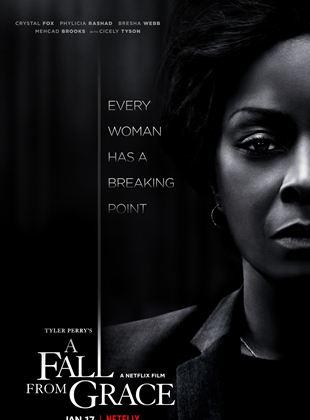 CRYSTAL FOX PHYLICIA RASHAD BRESHA WEBB
MEHCAD BROOKS WITH CICELY TYSON
EVERY
WOMAN
HAS A
BREAKING
POINT
TYLER PERRY'S
A
FALL A NETFLIX FILM
FROM GRACE
JAN 17 | NETFLIX